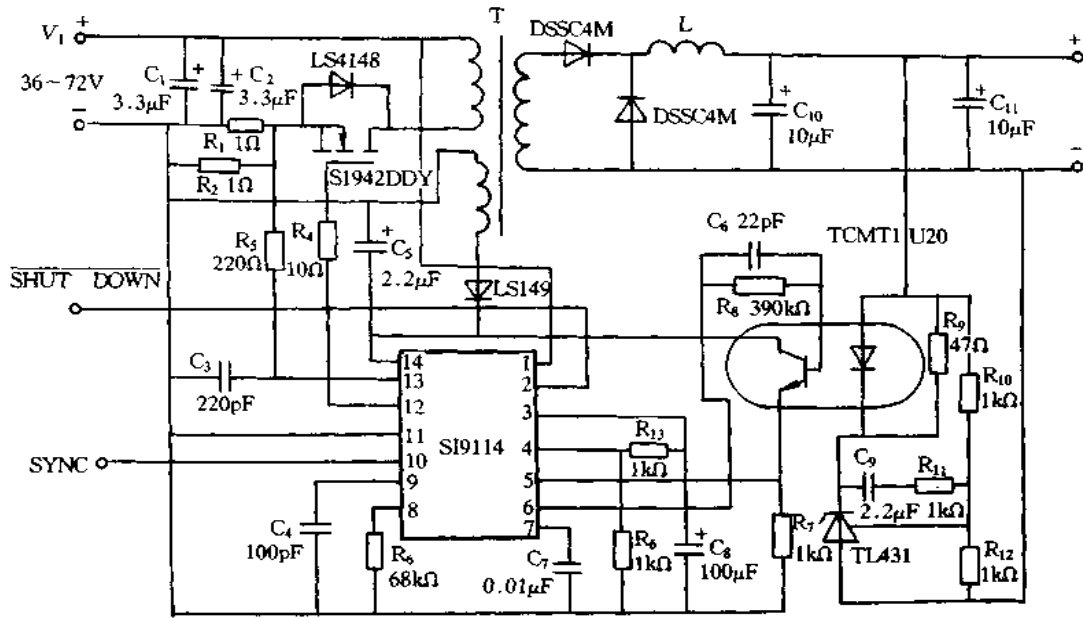 T
DSSC4M
L
V₁
+
LS4148
+
36~72V
C₁
+
+
C₂
3.3μF
3.3μF
DSSC4M
+
C₁₀
10μF
+
C₁₁
10μF
−
R₁
1Ω
−
R₂
1Ω
S1942DDY
C₆
22pF
TCMT1
U20
R₅
220Ω
R₄
10Ω
+
C₅
2.2μF
SHUT DOWN
LS149
R₈
390kΩ
R₉
47Ω
C₃
220pF
14
13
12
11
10
9
8
SI9114
1
2
3
4
5
6
7
R₁₀
1kΩ
SYNC
R₁₃
1kΩ
C₉
2.2μF
R₁₁
1kΩ
C₄
100pF
R₆
68kΩ
C₇
0.01μF
R₆
1kΩ
+
C₈
100μF
R₇
1kΩ
TL431
R₁₂
1kΩ